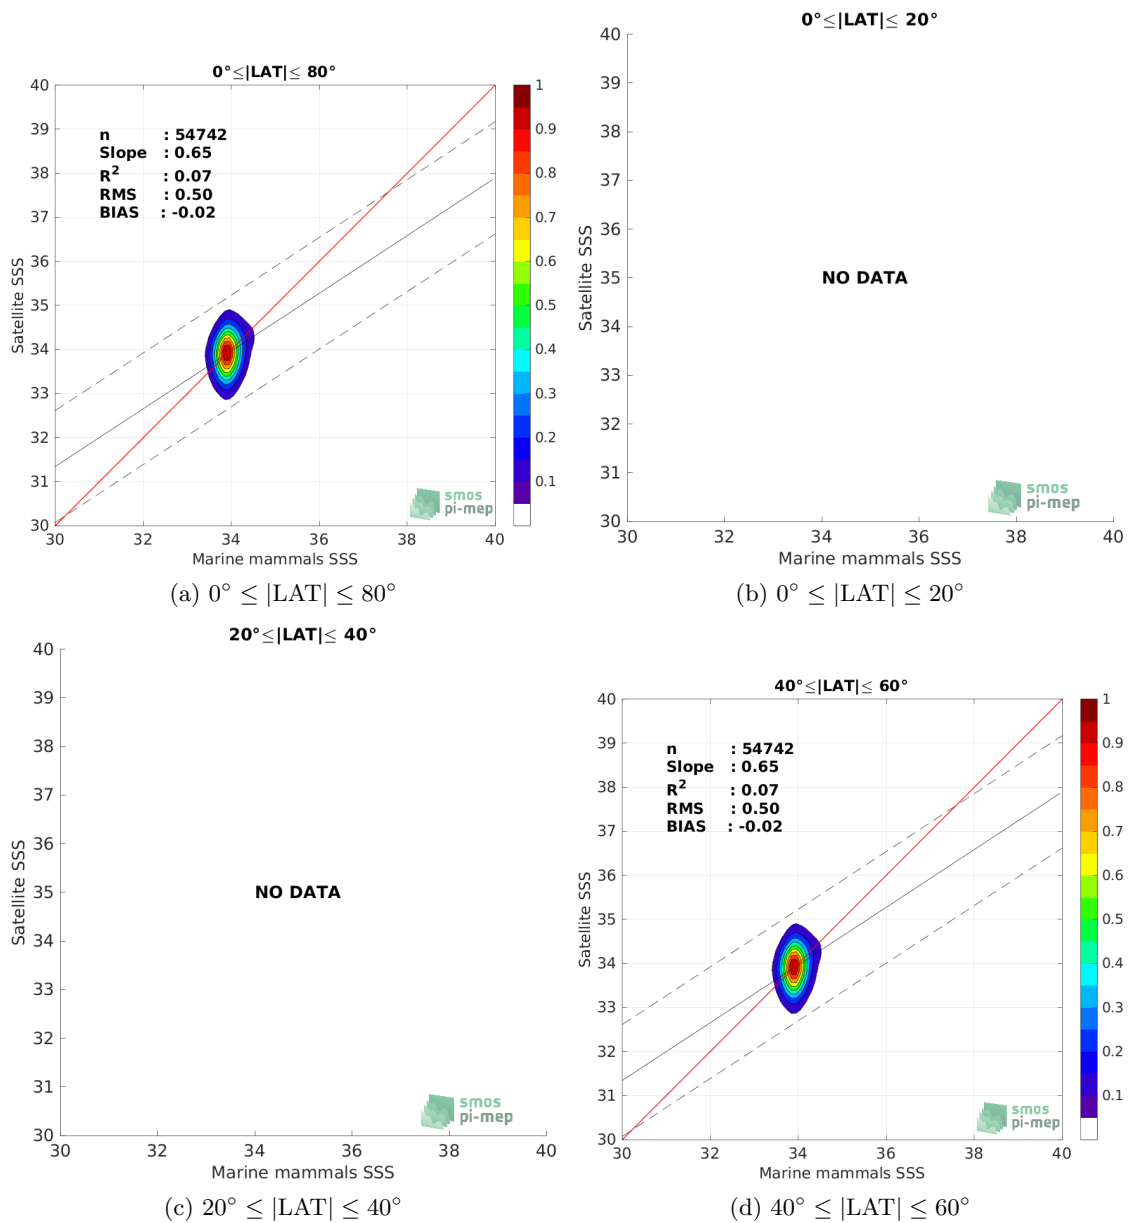 0°≤|LAT|≤ 80°
40
39
38
37
36
35
34
33
32
31
30
n : 54742
Slope : 0.65
R² : 0.07
RMS : 0.50
BIAS : -0.02
1
0.9
0.8
0.7
0.6
0.5
0.4
0.3
0.2
0.1
Satellite SSS
smos
pi-mep
30 32 34 36 38 40
Marine mammals SSS
(a) 0° ≤ |LAT| ≤ 80°
0°≤|LAT|≤ 20°
40
39
38
37
36
35
34
33
32
31
30
Satellite SSS
NO DATA
smos
pi-mep
30 32 34 36 38 40
Marine mammals SSS
(b) 0° ≤ |LAT| ≤ 20°
20°≤|LAT|≤ 40°
40
39
38
37
36
35
34
33
32
31
30
Satellite SSS
NO DATA
smos
pi-mep
30 32 34 36 38 40
Marine mammals SSS
(c) 20° ≤ |LAT| ≤ 40°
40°≤|LAT|≤ 60°
40
39
38
37
36
35
34
33
32
31
30
n : 54742
Slope : 0.65
R² : 0.07
RMS : 0.50
BIAS : -0.02
1
0.9
0.8
0.7
0.6
0.5
0.4
0.3
0.2
0.1
Satellite SSS
smos
pi-mep
30 32 34 36 38 40
Marine mammals SSS
(d) 40° ≤ |LAT| ≤ 60°